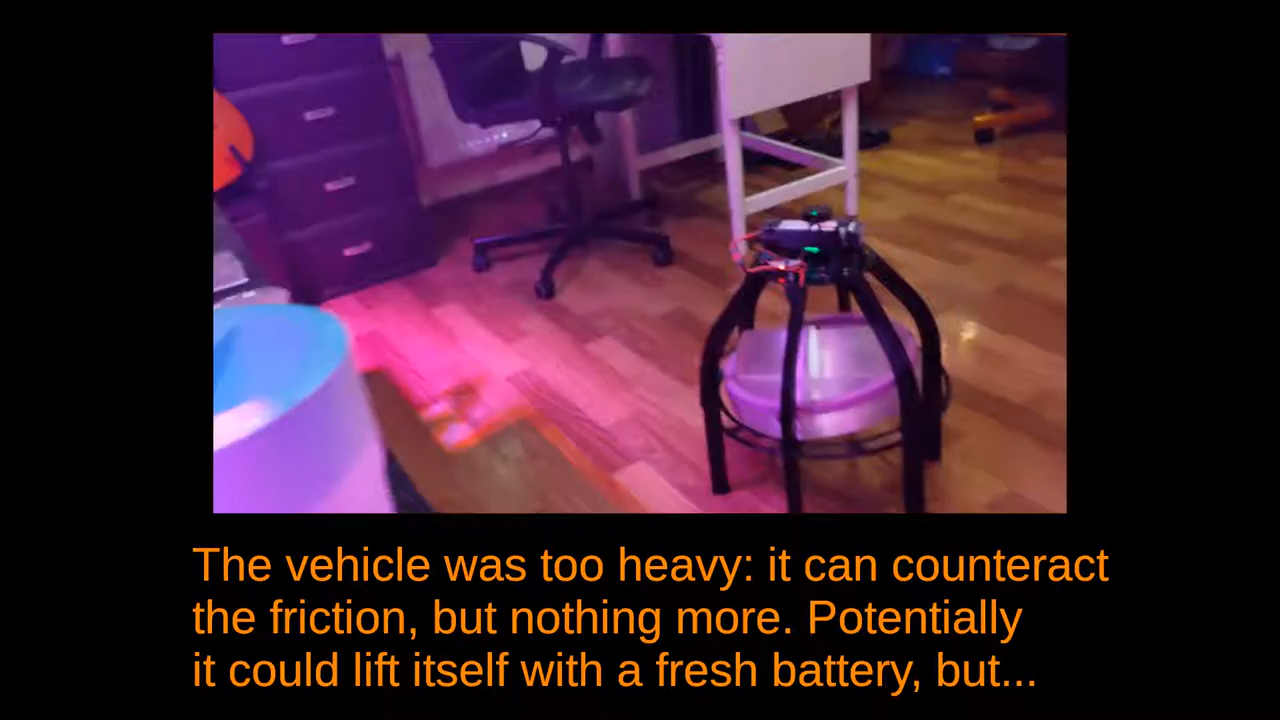 The vehicle was too heavy: it can counteract
the friction, but nothing more. Potentially
it could lift itself with a fresh battery, but...